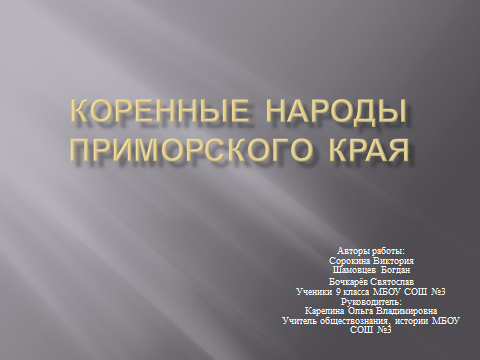 КОРЕННЫЕ НАРОДЫ
ПРИМОРСКОГО КРАЯ
Авторы работы:
Сорокина Виктория
Шамовцев Богдан
Бочкарёв Святослав
Ученики 9 класса МБОУ СОШ №3
Руководитель:
Карелина Ольга Владимировна
Учитель обществознания, истории МБОУ
СОШ №3